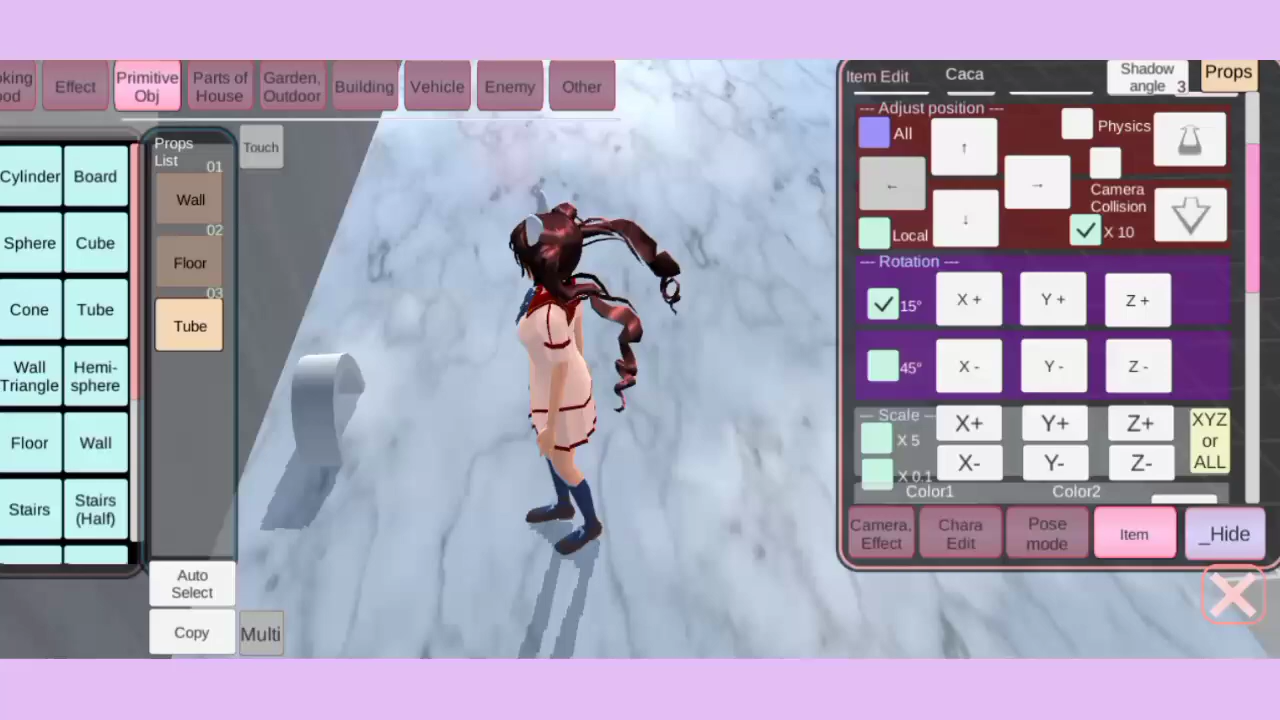 king
ood
Effect
Primitive
Obj
Parts of
House
Garden,
Outdoor
Building
Vehicle
Enemy
Other
Cylinder
Board
Sphere
Cube
Cone
Tube
Wall
Triangle
Hemi-
sphere
Floor
Wall
Stairs
Stairs
(Half)
Props
List
01
Wall
02
Floor
03
Tube
Auto
Select
Copy
Touch
Multi
Item Edit
Caca
Shadow
angle 3
Props
--- Adjust position ---
All
↑
←
→
↓
Local
Physics
Camera
Collision
X 10
--- Rotation ---
15°
X +
Y +
Z +
45°
X -
Y -
Z -
--- Scale ---
X 5
X+
Y+
Z+
X 0.1
X-
Y-
Z-
XYZ
or
ALL
Color1
Color2
Camera,
Effect
Chara
Edit
Pose
mode
Item
_Hide